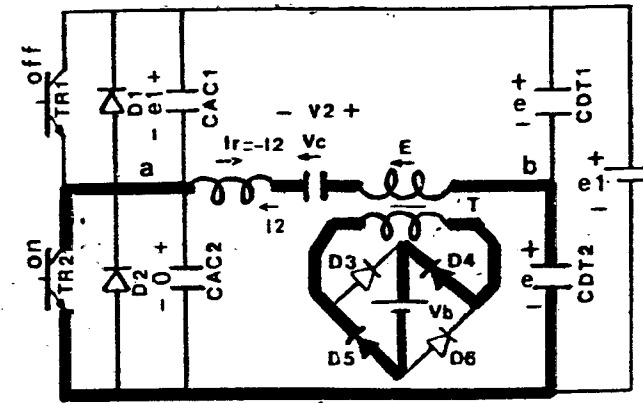 off
TR1
D1
+
e1
-
CAC1
+
e
-
CDT1
- V2 +
Ir=-I2
Vc
E
a
b
+
e1
-
I2
T
on
TR2
D2
+
0
-
CAC2
D3
D4
Vb
D5
D6
+
e
-
CDT2